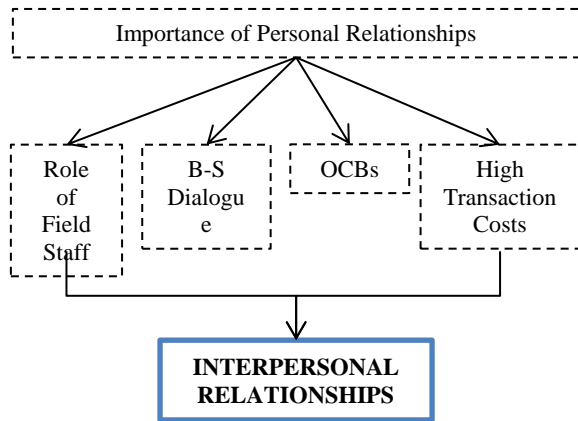 Importance of Personal Relationships
Role
of
Field
Staff
B-S
Dialogu
e
OCBs
High
Transaction
Costs
INTERPERSONAL
RELATIONSHIPS